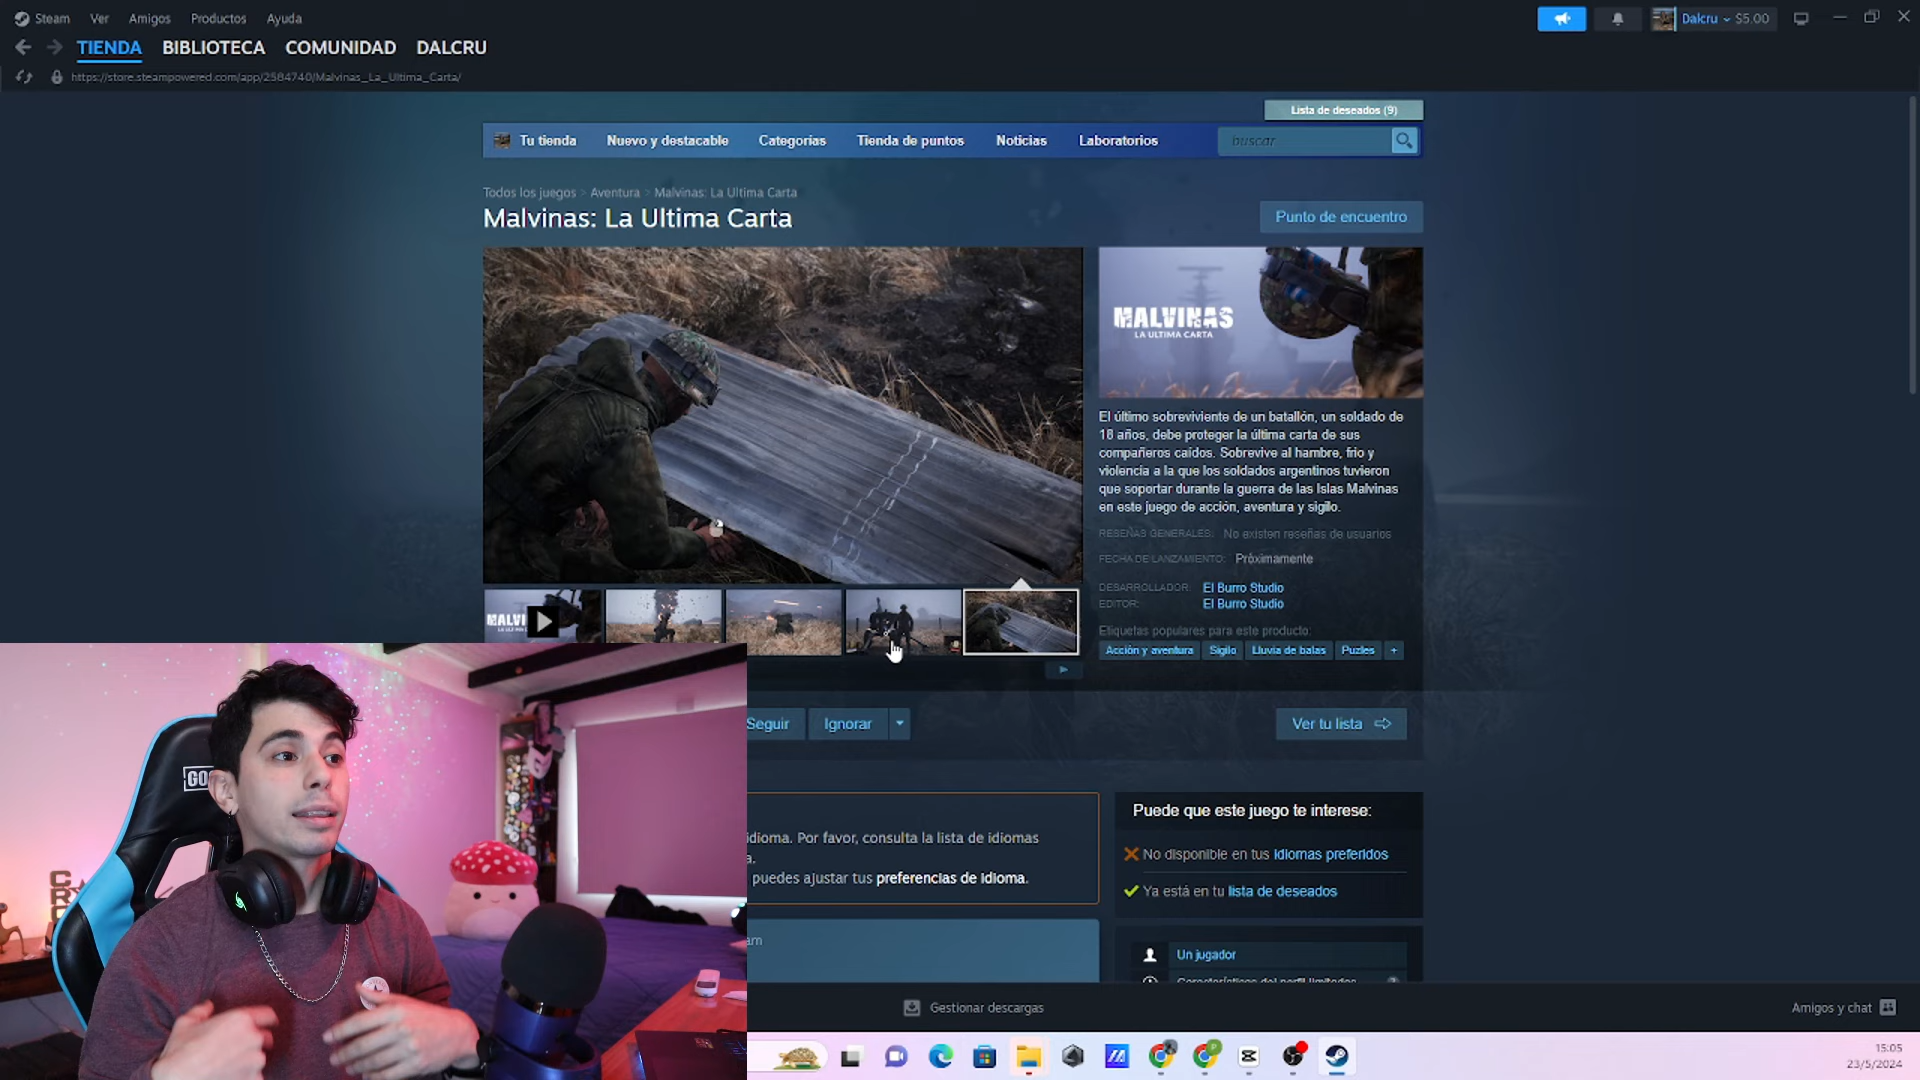 Steam Ver Amigos Productos Ayuda
Dalcru $5.00
TIENDA BIBLIOTECA COMUNIDAD DALCRU
https://store.steampowered.com/app/2584740/Malvinas_La_Ultima_Carta/
Lista de deseados (9)
Tu tienda Nuevo y destacable Categorías Tienda de puntos Noticias Laboratorios buscar
Todos los juegos > Aventura > Malvinas: La Ultima Carta
Malvinas: La Ultima Carta
Punto de encuentro
MALVINAS
LA ULTIMA CARTA
El último sobreviviente de un batallón, un soldado de
18 años, debe proteger la última carta de sus
compañeros caídos. Sobrevive al hambre, frio y
violencia a la que los soldados argentinos tuvieron
que soportar durante la guerra de las Islas Malvinas
en este juego de acción, aventura y sigilo.
RESEÑAS GENERALES: No existen reseñas de usuarios
FECHA DE LANZAMIENTO: Próximamente
DESARROLLADOR: El Burro Studio
EDITOR: El Burro Studio
Etiquetas populares para este producto:
Acción y aventura Sigilo Lluvia de balas Puzles +
MALVI
Seguir Ignorar
Ver tu lista
idioma. Por favor, consulta la lista de idiomas
a.
puedes ajustar tus preferencias de idioma.
Puede que este juego te interese:
No disponible en tus idiomas preferidos
Ya está en tu lista de deseados
am
Un jugador
Características del perfil limitadas
Gestionar descargas
Amigos y chat
15:05
23/5/2024